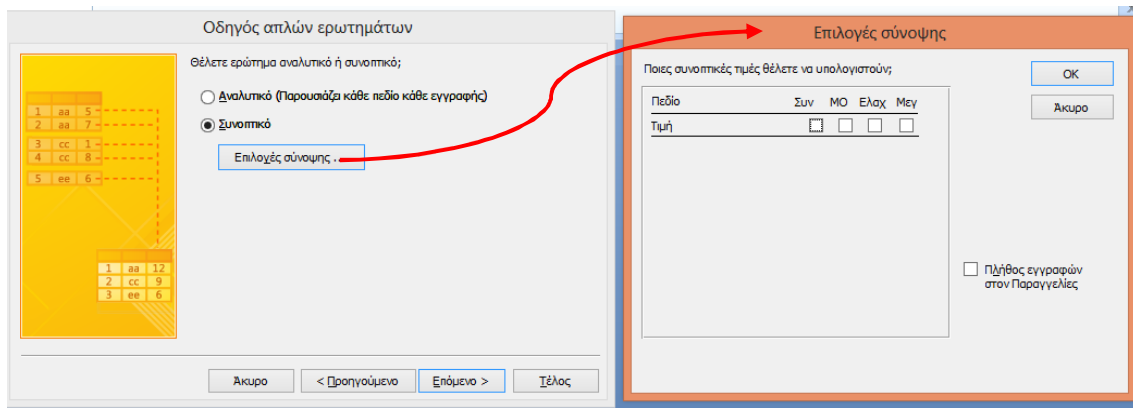 Οδηγός απλών ερωτημάτων
Θέλετε ερώτημα αναλυτικό ή συνοπτικό;
Αναλυτικό (Παρουσιάζει κάθε πεδίο κάθε εγγραφής)
Συνοπτικό
Επιλογές σύνοψης ...
1 aa 5
2 aa 7
3 cc 1
4 cc 8
5 ee 6
1 aa 12
2 cc 9
3 ee 6
Άκυρο < Προηγούμενο Επόμενο > Τέλος
Επιλογές σύνοψης
Ποιες συνοπτικές τιμές θέλετε να υπολογιστούν;
Πεδίο Συν ΜΟ Ελαχ Μεγ
Τιμή
OK
Άκυρο
Πλήθος εγγραφών
στον Παραγγελίες